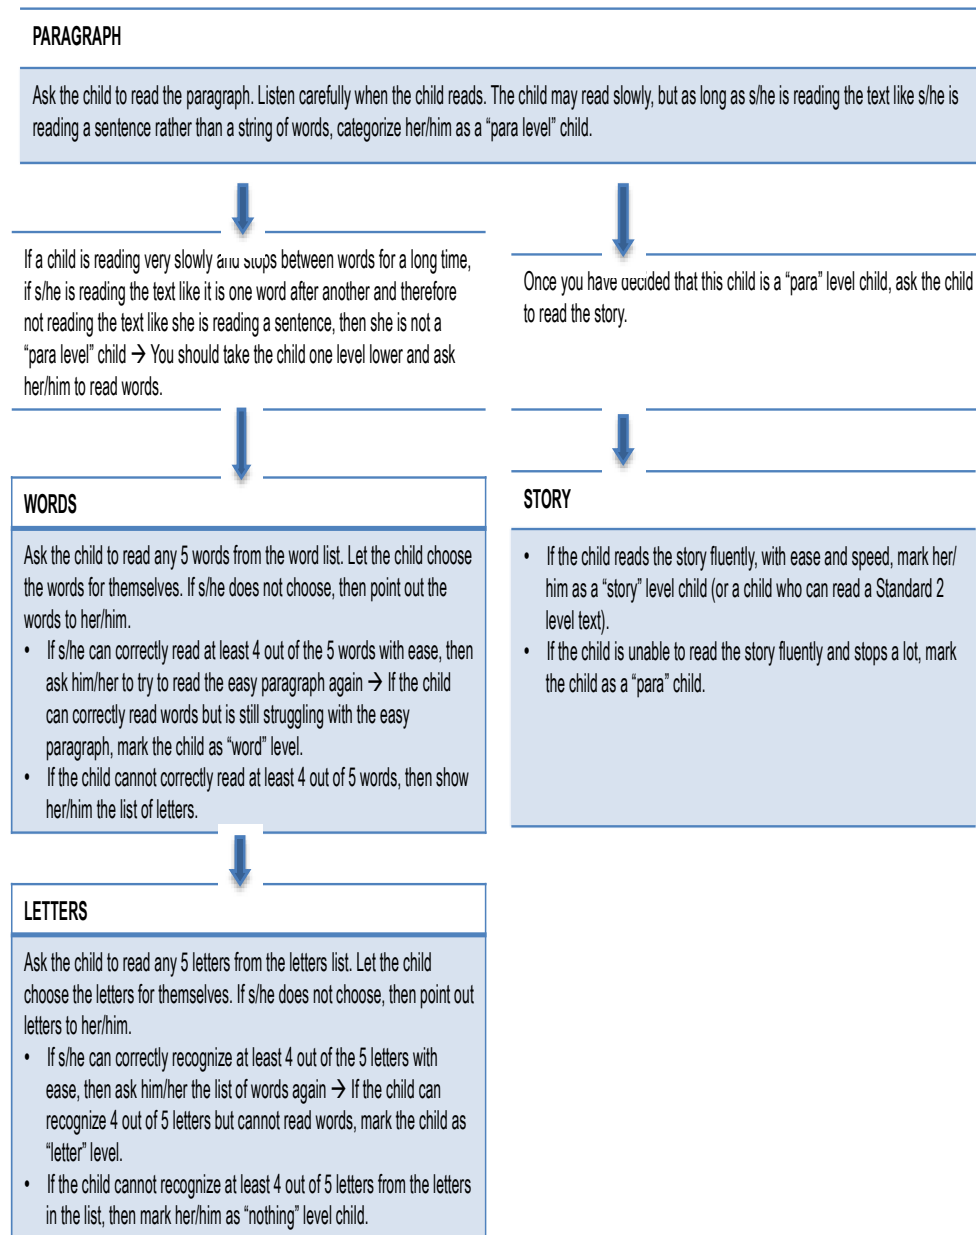 PARAGRAPH
Ask the child to read the paragraph. Listen carefully when the child reads. The child may read slowly, but as long as s/he is reading the text like s/he is
reading a sentence rather than a string of words, categorize her/him as a “para level” child.
If a child is reading very slowly and stops between words for a long time,
if s/he is reading the text like it is one word after another and therefore
not reading the text like she is reading a sentence, then she is not a
“para level” child → You should take the child one level lower and ask
her/him to read words.
Once you have decided that this child is a “para” level child, ask the child
to read the story.
WORDS
Ask the child to read any 5 words from the word list. Let the child choose
the words for themselves. If s/he does not choose, then point out the
words to her/him.
• If s/he can correctly read at least 4 out of the 5 words with ease, then
ask him/her to try to read the easy paragraph again → If the child
can correctly read words but is still struggling with the easy
paragraph, mark the child as “word” level.
• If the child cannot correctly read at least 4 out of 5 words, then show
her/him the list of letters.
STORY
• If the child reads the story fluently, with ease and speed, mark her/
him as a “story” level child (or a child who can read a Standard 2
level text).
• If the child is unable to read the story fluently and stops a lot, mark
the child as a “para” child.
LETTERS
Ask the child to read any 5 letters from the letters list. Let the child
choose the letters for themselves. If s/he does not choose, then point out
letters to her/him.
• If s/he can correctly recognize at least 4 out of the 5 letters with
ease, then ask him/her the list of words again → If the child can
recognize 4 out of 5 letters but cannot read words, mark the child as
“letter” level.
• If the child cannot recognize at least 4 out of 5 letters from the letters
in the list, then mark her/him as “nothing” level child.